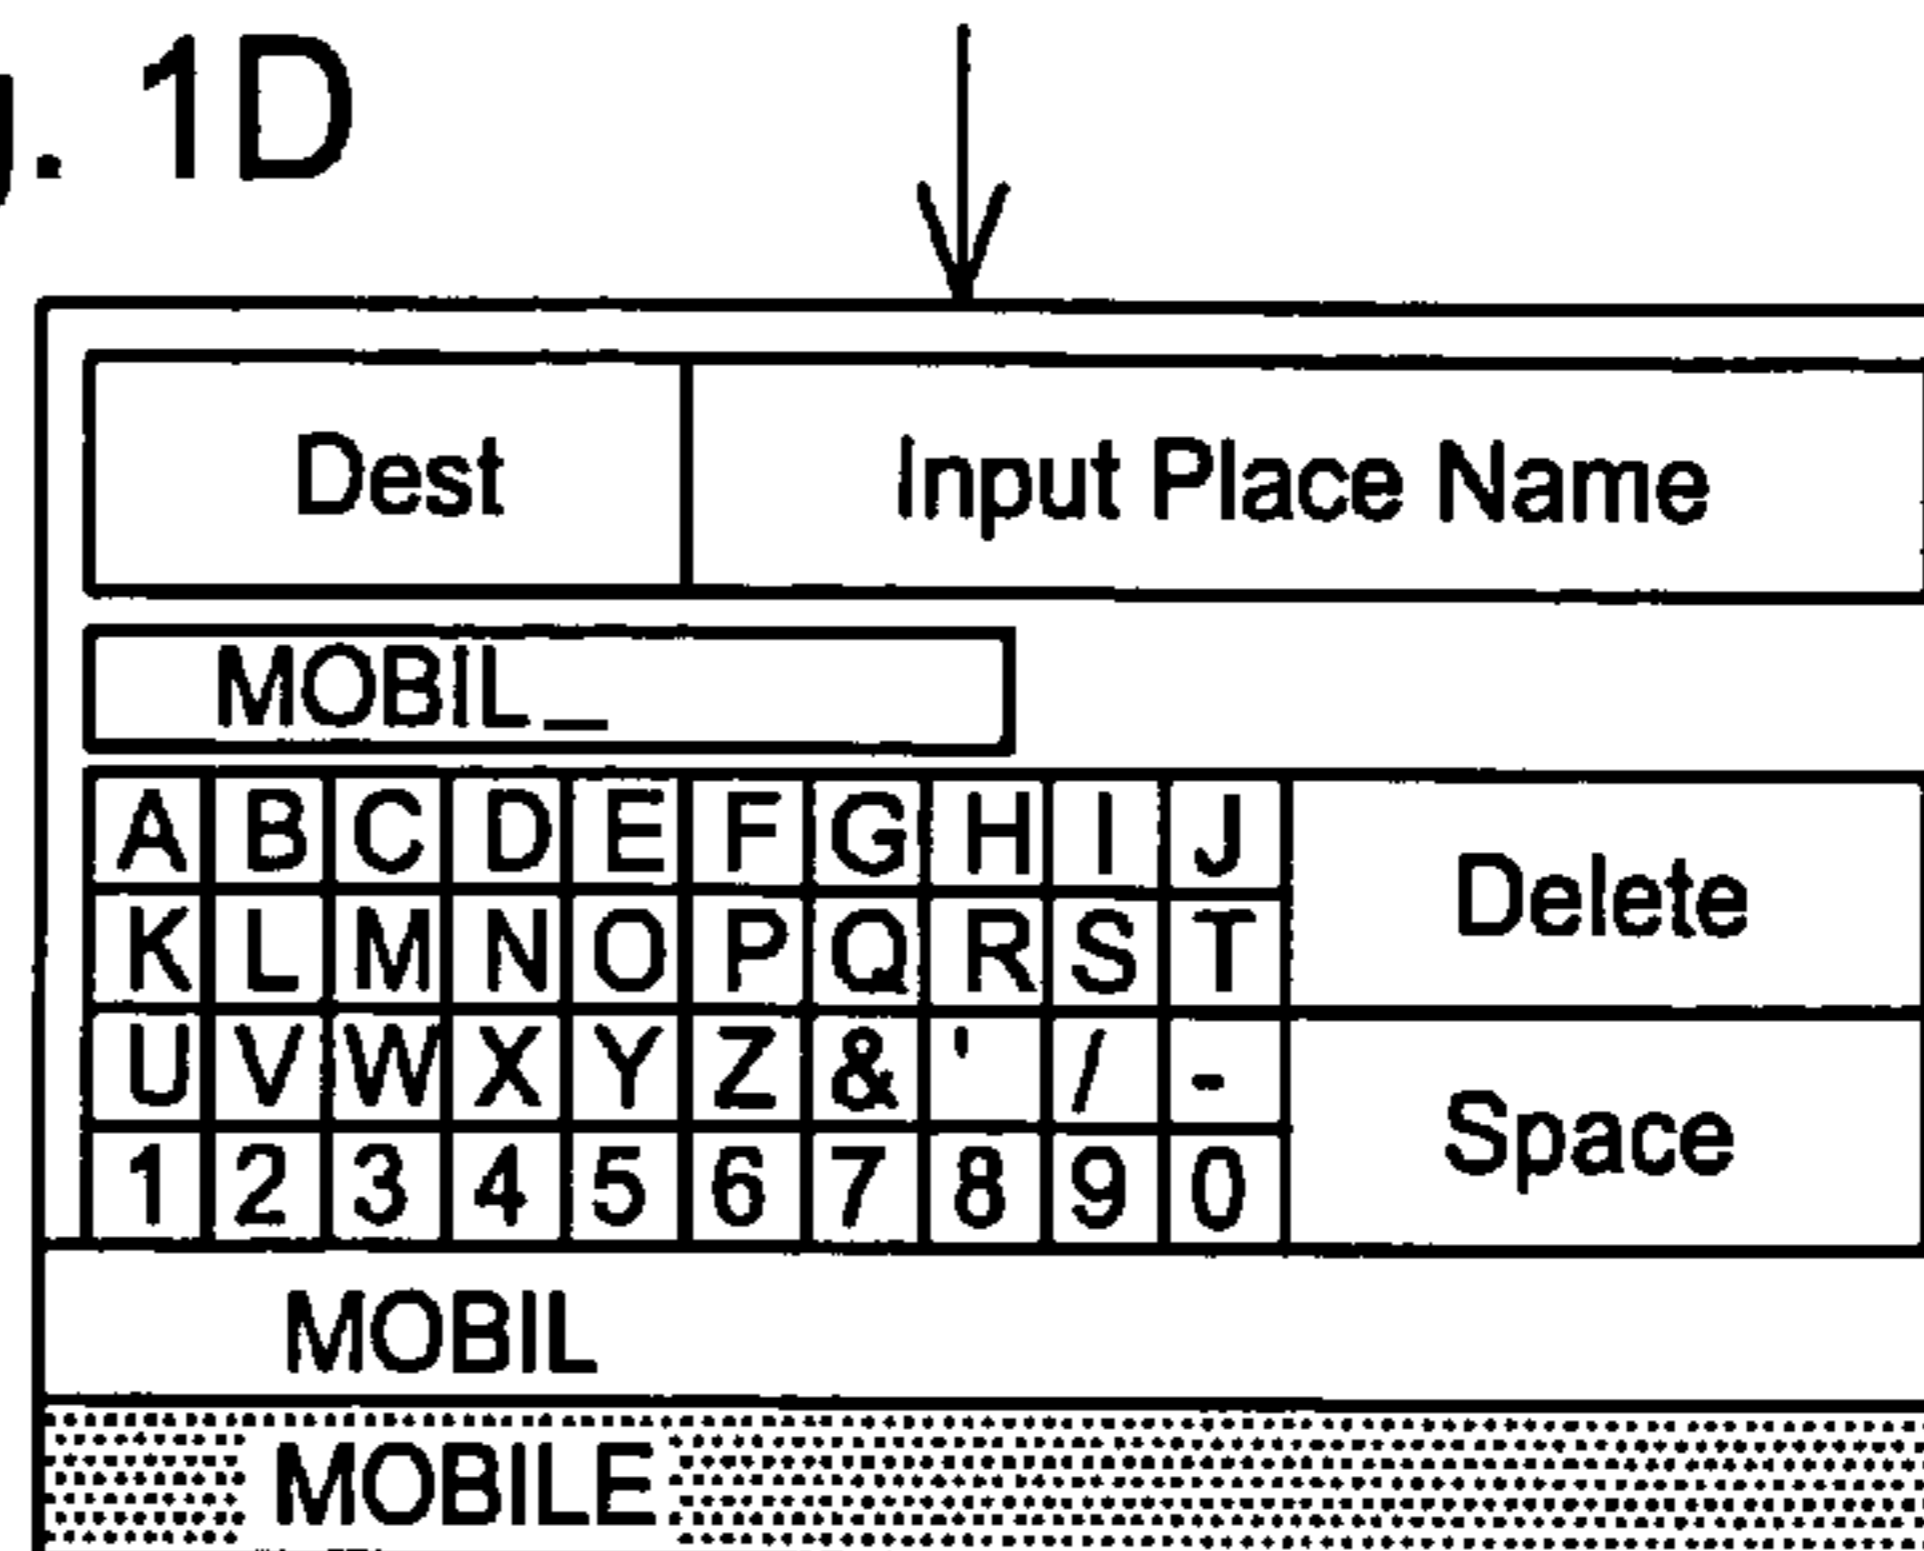 g. 1D
Dest Input Place Name
MOBIL_
A B C D E F G H I J Delete
K L M N O P Q R S T
U V W X Y Z & ' / - Space
1 2 3 4 5 6 7 8 9 0
MOBIL
MOBILE